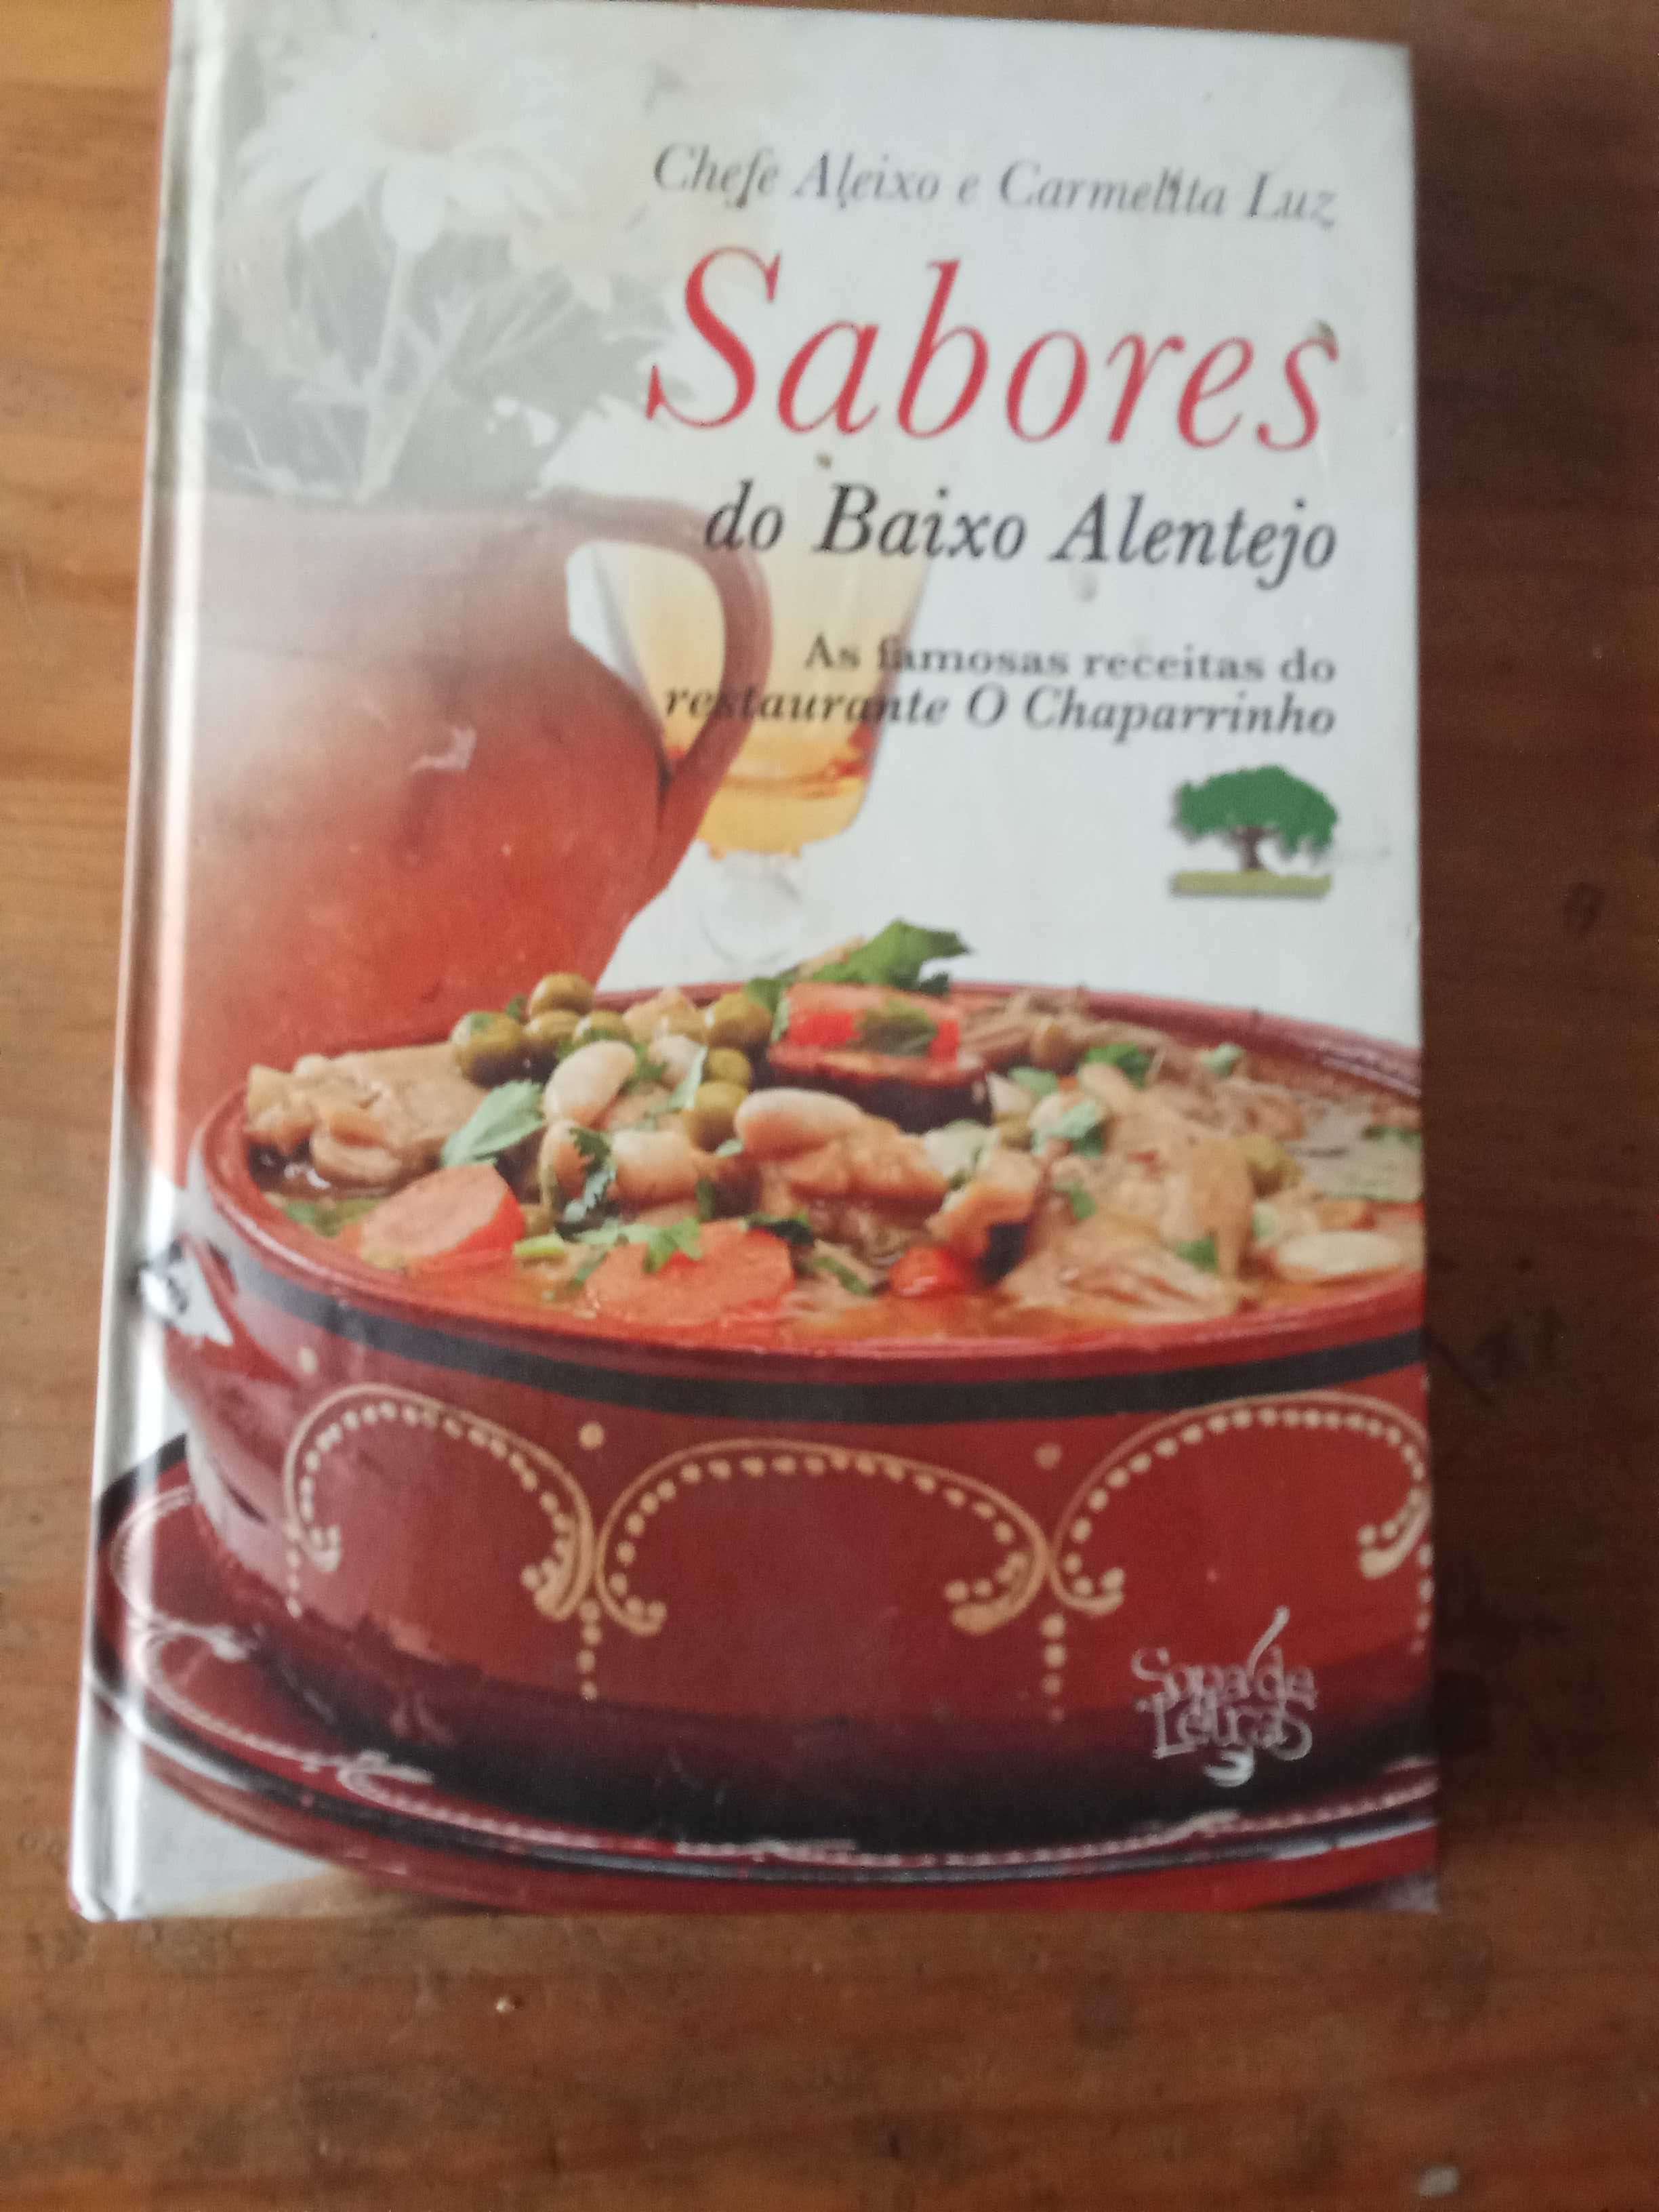 Chefe Aleixo e Carmelita Luz
Sabores
do Baixo Alentejo
As famosas receitas do
restaurante O Chaparrinho
Sopa de
Letras